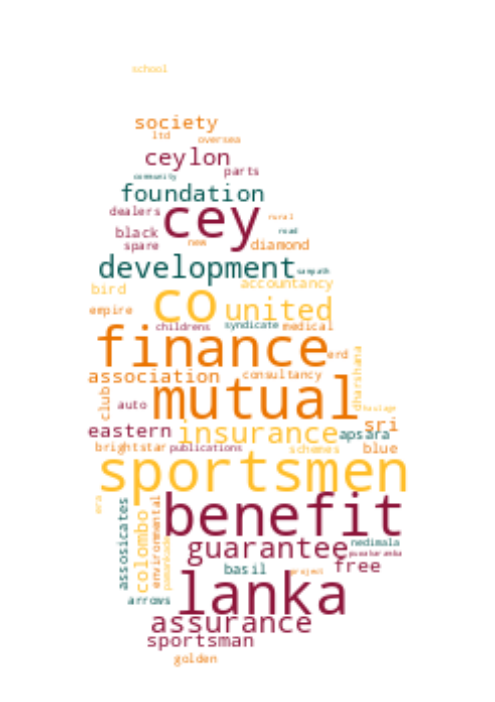 school
society
ltd
oversea
ceylon
parts
community
foundation
dealers
cey
rural
black
road
spare
new
diamond
development
sampath
bird
accountancy
co
united
empire
childrens
syndicate
medical
finance
erd
association
consultancy
dharshana
club
auto
mutual
sri
eastern
insurance
apsara
brightstar
publications
schemes
blue
sportsmen
era
assosicates
colombo
environmental
benefit
guarantee
nedimala
basil
project
free
arrows
lanka
assurance
sportsman
golden